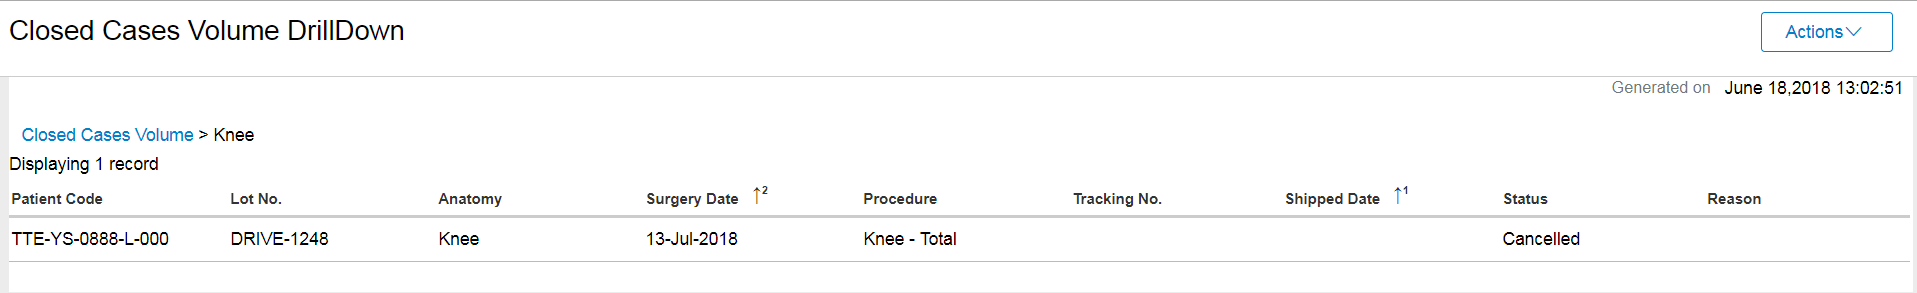 Closed Cases Volume DrillDown
Actions
Generated on June 18,2018 13:02:51
Closed Cases Volume > Knee
Displaying 1 record
Patient Code Lot No. Anatomy Surgery Date ↑2 Procedure Tracking No. Shipped Date ↑1 Status Reason
TTE-YS-0888-L-000 DRIVE-1248 Knee 13-Jul-2018 Knee - Total Cancelled